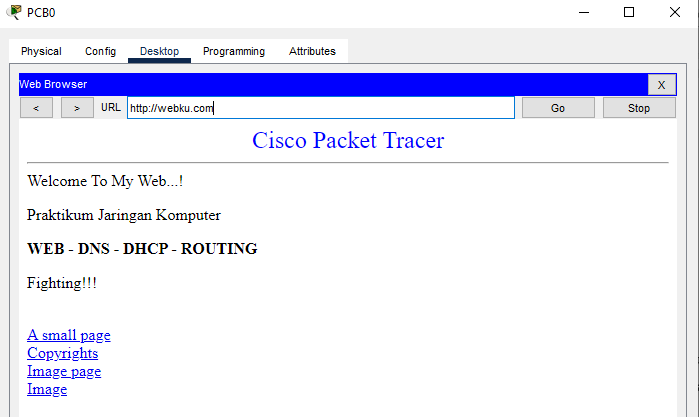 PCB0
Physical Config Desktop Programming Attributes
Web Browser X
< > URL http://webku.com Go Stop
Cisco Packet Tracer
Welcome To My Web...!
Praktikum Jaringan Komputer
WEB - DNS - DHCP - ROUTING
Fighting!!!
A small page
Copyrights
Image page
Image